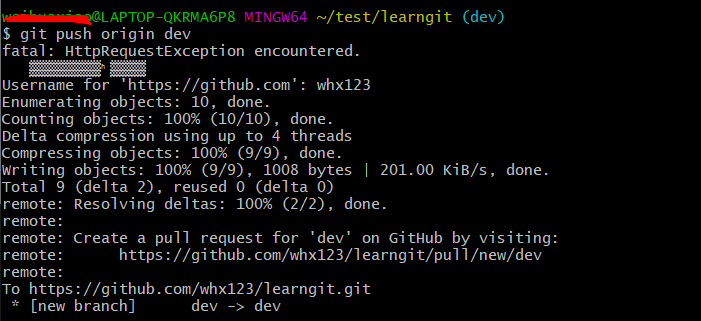 @LAPTOP-QKRMA6P8 MINGW64 ~/test/learngit (dev)
$ git push origin dev
fatal: HttpRequestException encountered.
Username for 'https://github.com': whx123
Enumerating objects: 10, done.
Counting objects: 100% (10/10), done.
Delta compression using up to 4 threads
Compressing objects: 100% (9/9), done.
Writing objects: 100% (9/9), 1008 bytes | 201.00 KiB/s, done.
Total 9 (delta 2), reused 0 (delta 0)
remote: Resolving deltas: 100% (2/2), done.
remote:
remote: Create a pull request for 'dev' on GitHub by visiting:
remote:      https://github.com/whx123/learngit/pull/new/dev
remote:
To https://github.com/whx123/learngit.git
 * [new branch]      dev -> dev